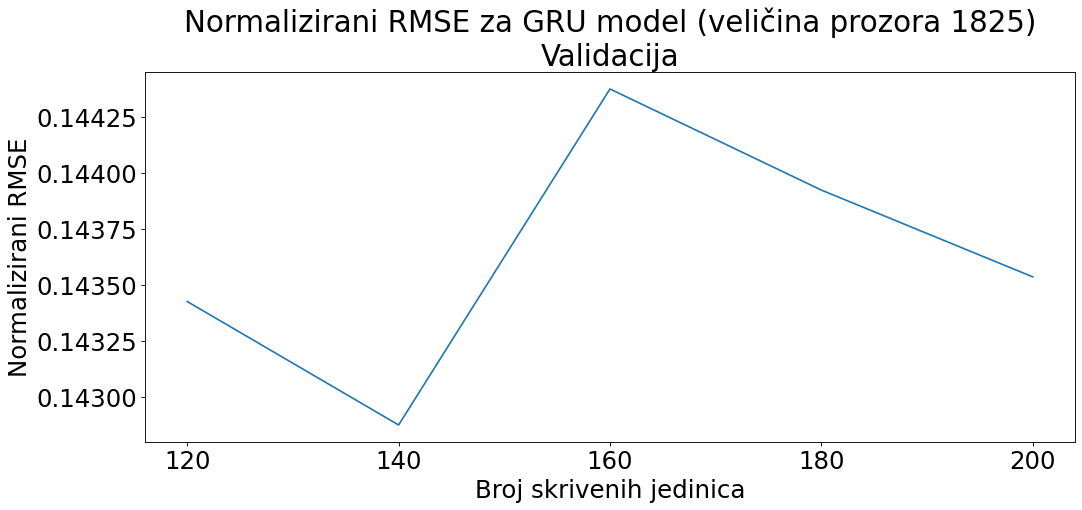 Normalizirani RMSE za GRU model (veličina prozora 1825)
Validacija
Normalizirani RMSE
0.14425
0.14400
0.14375
0.14350
0.14325
0.14300
120 140 160 180 200
Broj skrivenih jedinica